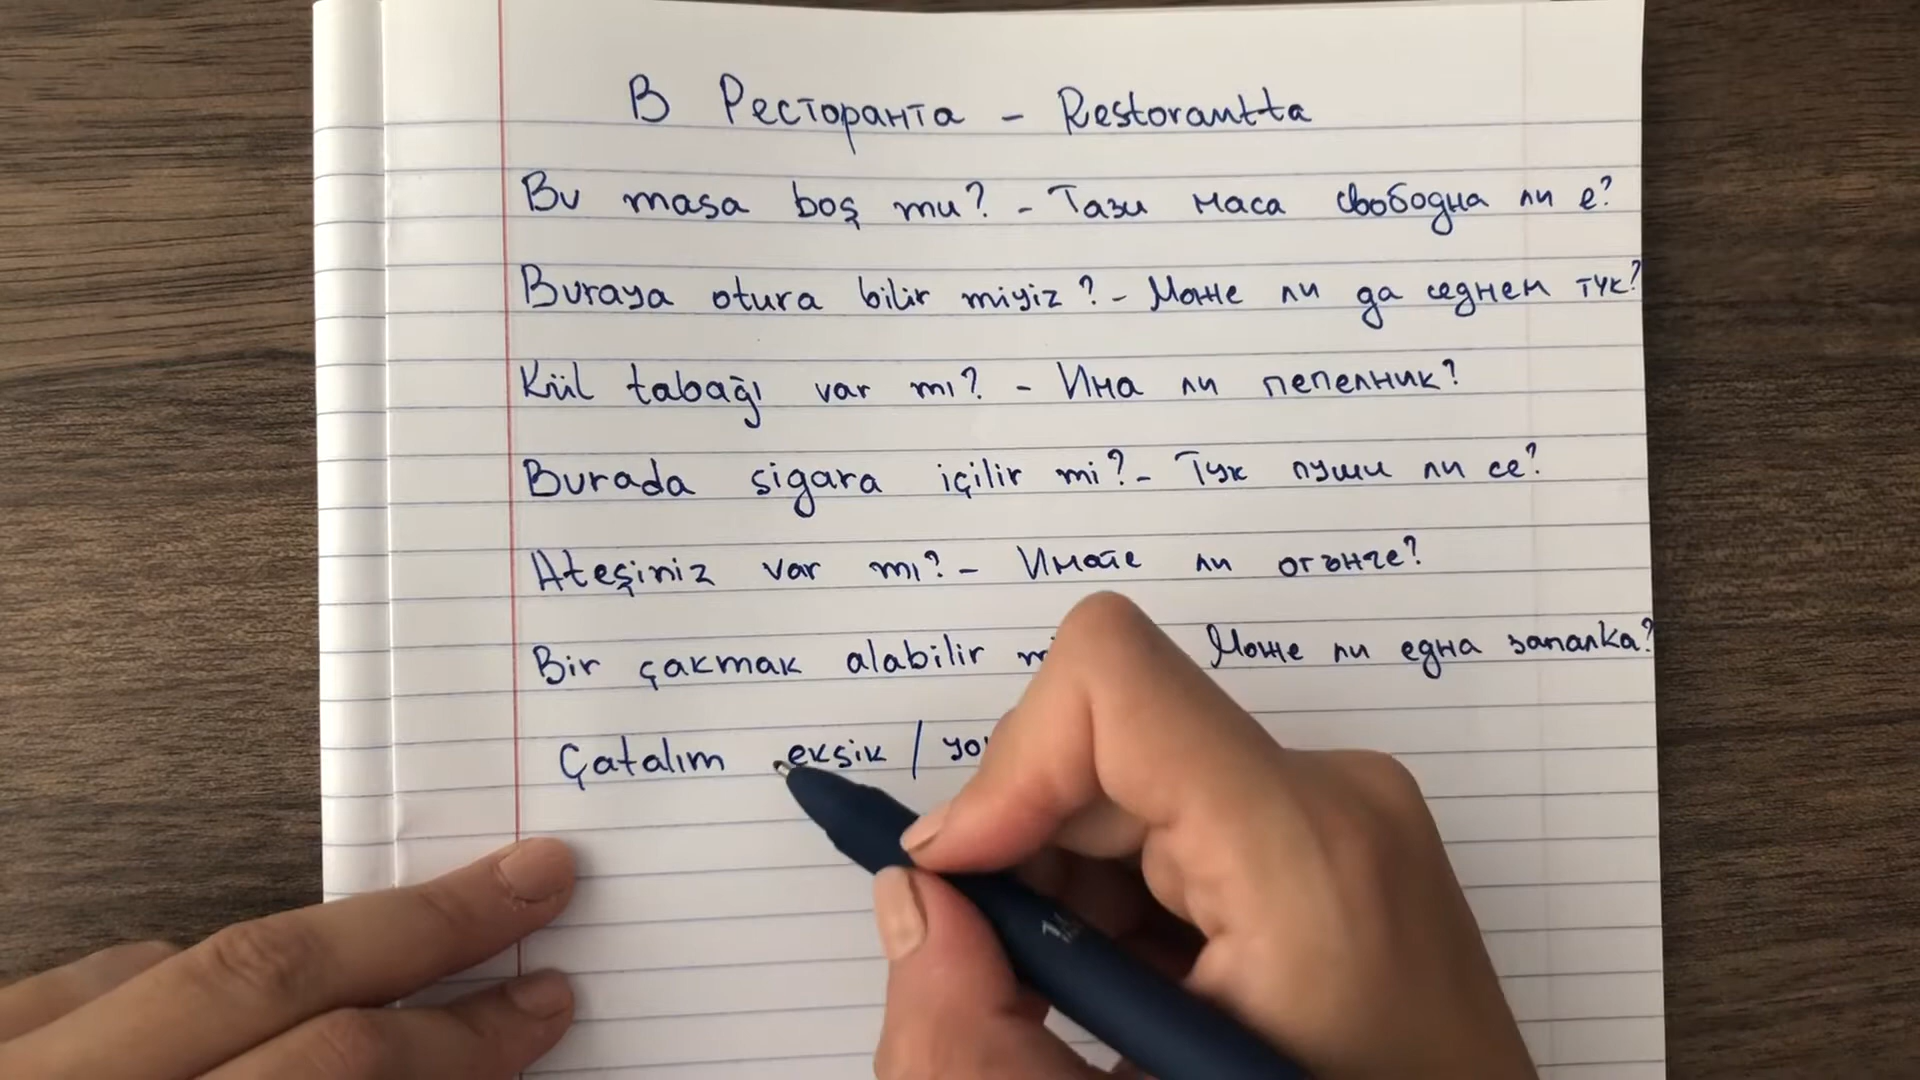 В Ресторанта - Restorantta
Bu masa boş mu? - Тази маса свободна ли е?
Buraya otura bilir miyiz? - Може ли да седнем тук?
Kül tabağı var mı? - Има ли пепелник?
Burada sigara içilir mi? - Тук пуши ли се?
Ateşiniz var mı? - Имате ли огънче?
Bir çakmak alabilir Може ли една запалка?
Çatalım eksik /